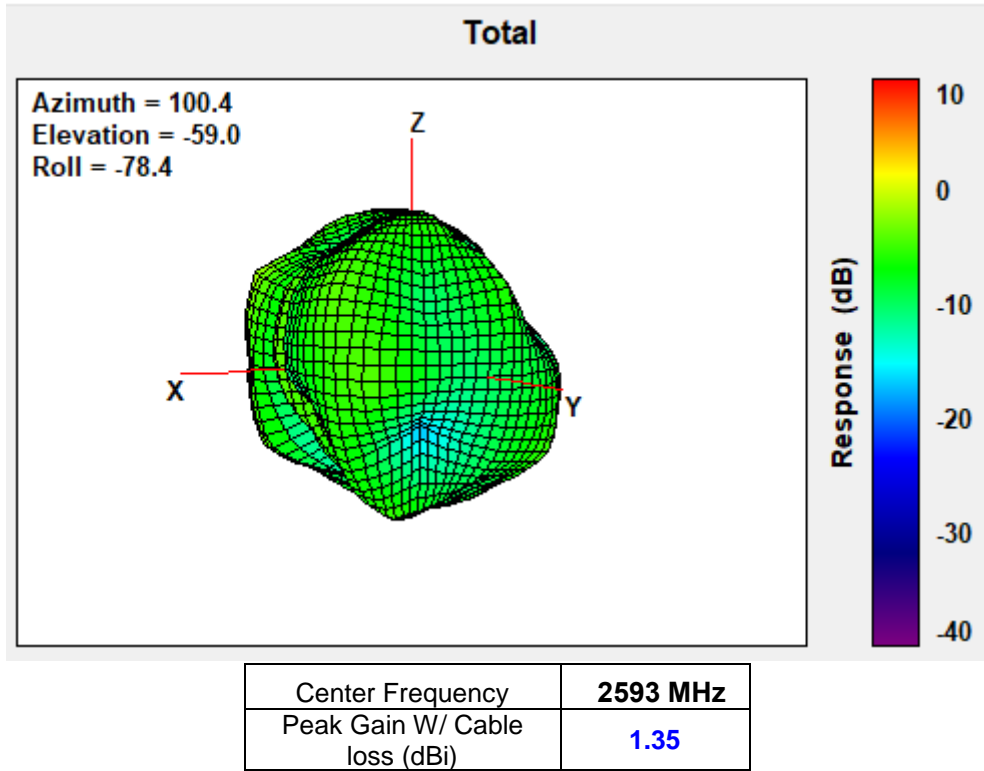 Total
Azimuth = 100.4
Elevation = -59.0
Roll = -78.4
Z
X
Y
10
0
-10
-20
-30
-40
Response (dB)
Center Frequency 2593 MHz
Peak Gain W/ Cable
loss (dBi) 1.35